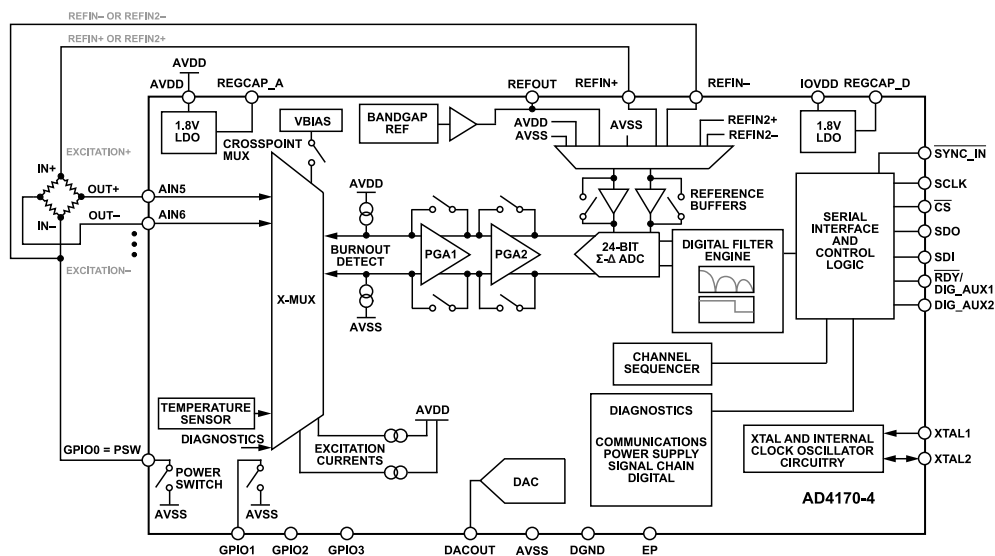 REFIN– OR REFIN2–
REFIN+ OR REFIN2+
AVDD
AVDD
REGCAP_A
REFOUT
REFIN+
REFIN–
IOVDD
REGCAP_D
1.8V
LDO
VBIAS
CROSSPOINT
MUX
BANDGAP
REF
AVDD
AVSS
AVSS
REFIN2+
REFIN2–
1.8V
LDO
EXCITATION+
IN+
OUT+
AIN5
IN–
OUT–
AIN6
EXCITATION–
X-MUX
AVDD
BURNOUT
DETECT
AVSS
PGA1
PGA2
REFERENCE
BUFFERS
24-BIT
Σ-Δ ADC
DIGITAL FILTER
ENGINE
SERIAL
INTERFACE
AND
CONTROL
LOGIC
SYNC_IN
SCLK
CS
SDO
SDI
RDY/
DIG_AUX1
DIG_AUX2
CHANNEL
SEQUENCER
TEMPERATURE
SENSOR
DIAGNOSTICS
AVDD
EXCITATION
CURRENTS
DIAGNOSTICS
COMMUNICATIONS
POWER SUPPLY
SIGNAL CHAIN
DIGITAL
XTAL AND INTERNAL
CLOCK OSCILLATOR
CIRCUITRY
XTAL1
XTAL2
GPIO0 = PSW
POWER
SWITCH
AVSS
AVSS
DAC
AD4170-4
GPIO1
GPIO2
GPIO3
DACOUT
AVSS
DGND
EP